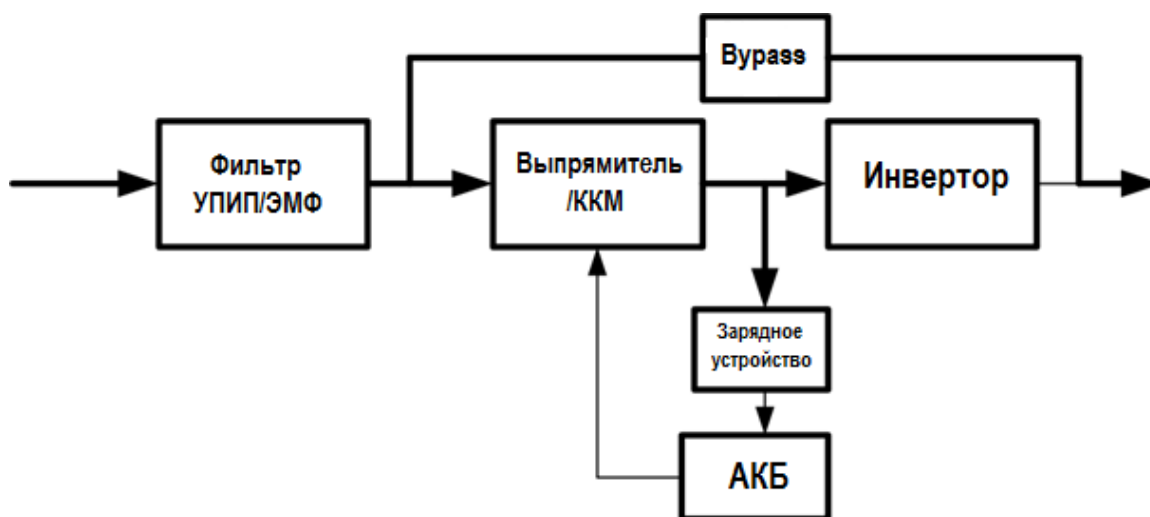 Bypass
Фильтр
УПИП/ЭМФ
Выпрямитель
/ККМ
Инвертор
Зарядное
устройство
АКБ